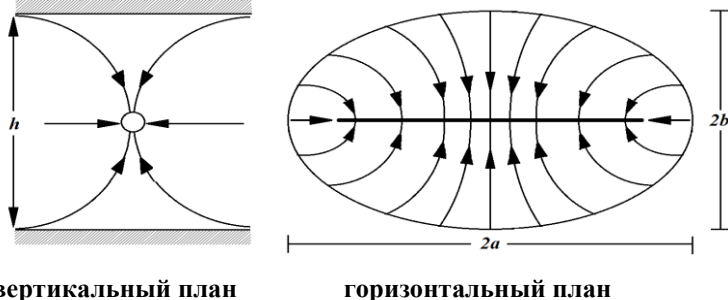 h
2b
2a
вертикальный план
горизонтальный план